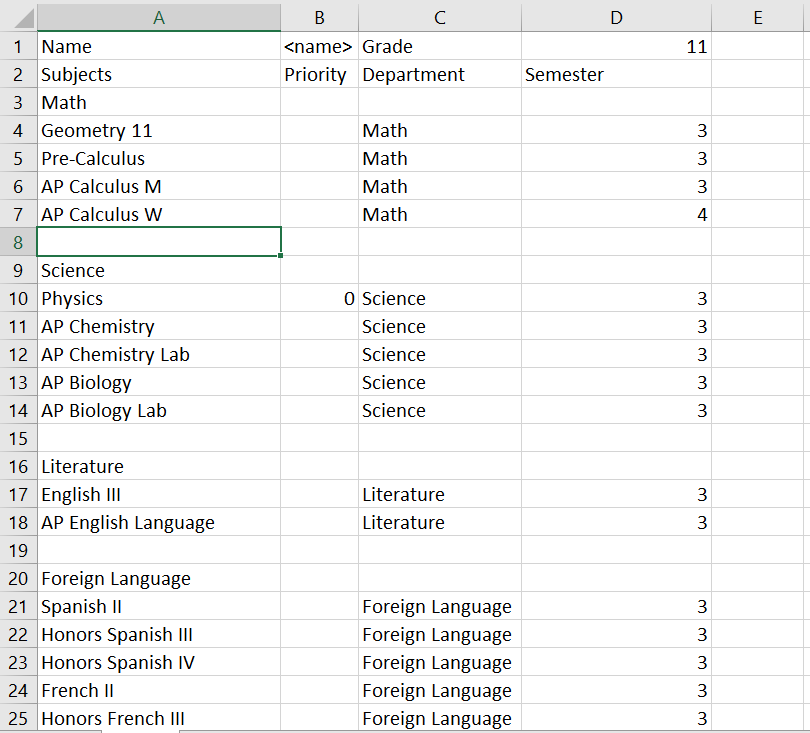 A B C D E
1 Name <name> Grade 11
2 Subjects Priority Department Semester
3 Math
4 Geometry 11 Math 3
5 Pre-Calculus Math 3
6 AP Calculus M Math 3
7 AP Calculus W Math 4
8
9 Science
10 Physics 0 Science 3
11 AP Chemistry Science 3
12 AP Chemistry Lab Science 3
13 AP Biology Science 3
14 AP Biology Lab Science 3
15
16 Literature
17 English III Literature 3
18 AP English Language Literature 3
19
20 Foreign Language
21 Spanish II Foreign Language 3
22 Honors Spanish III Foreign Language 3
23 Honors Spanish IV Foreign Language 3
24 French II Foreign Language 3
25 Honors French III Foreign Language 3